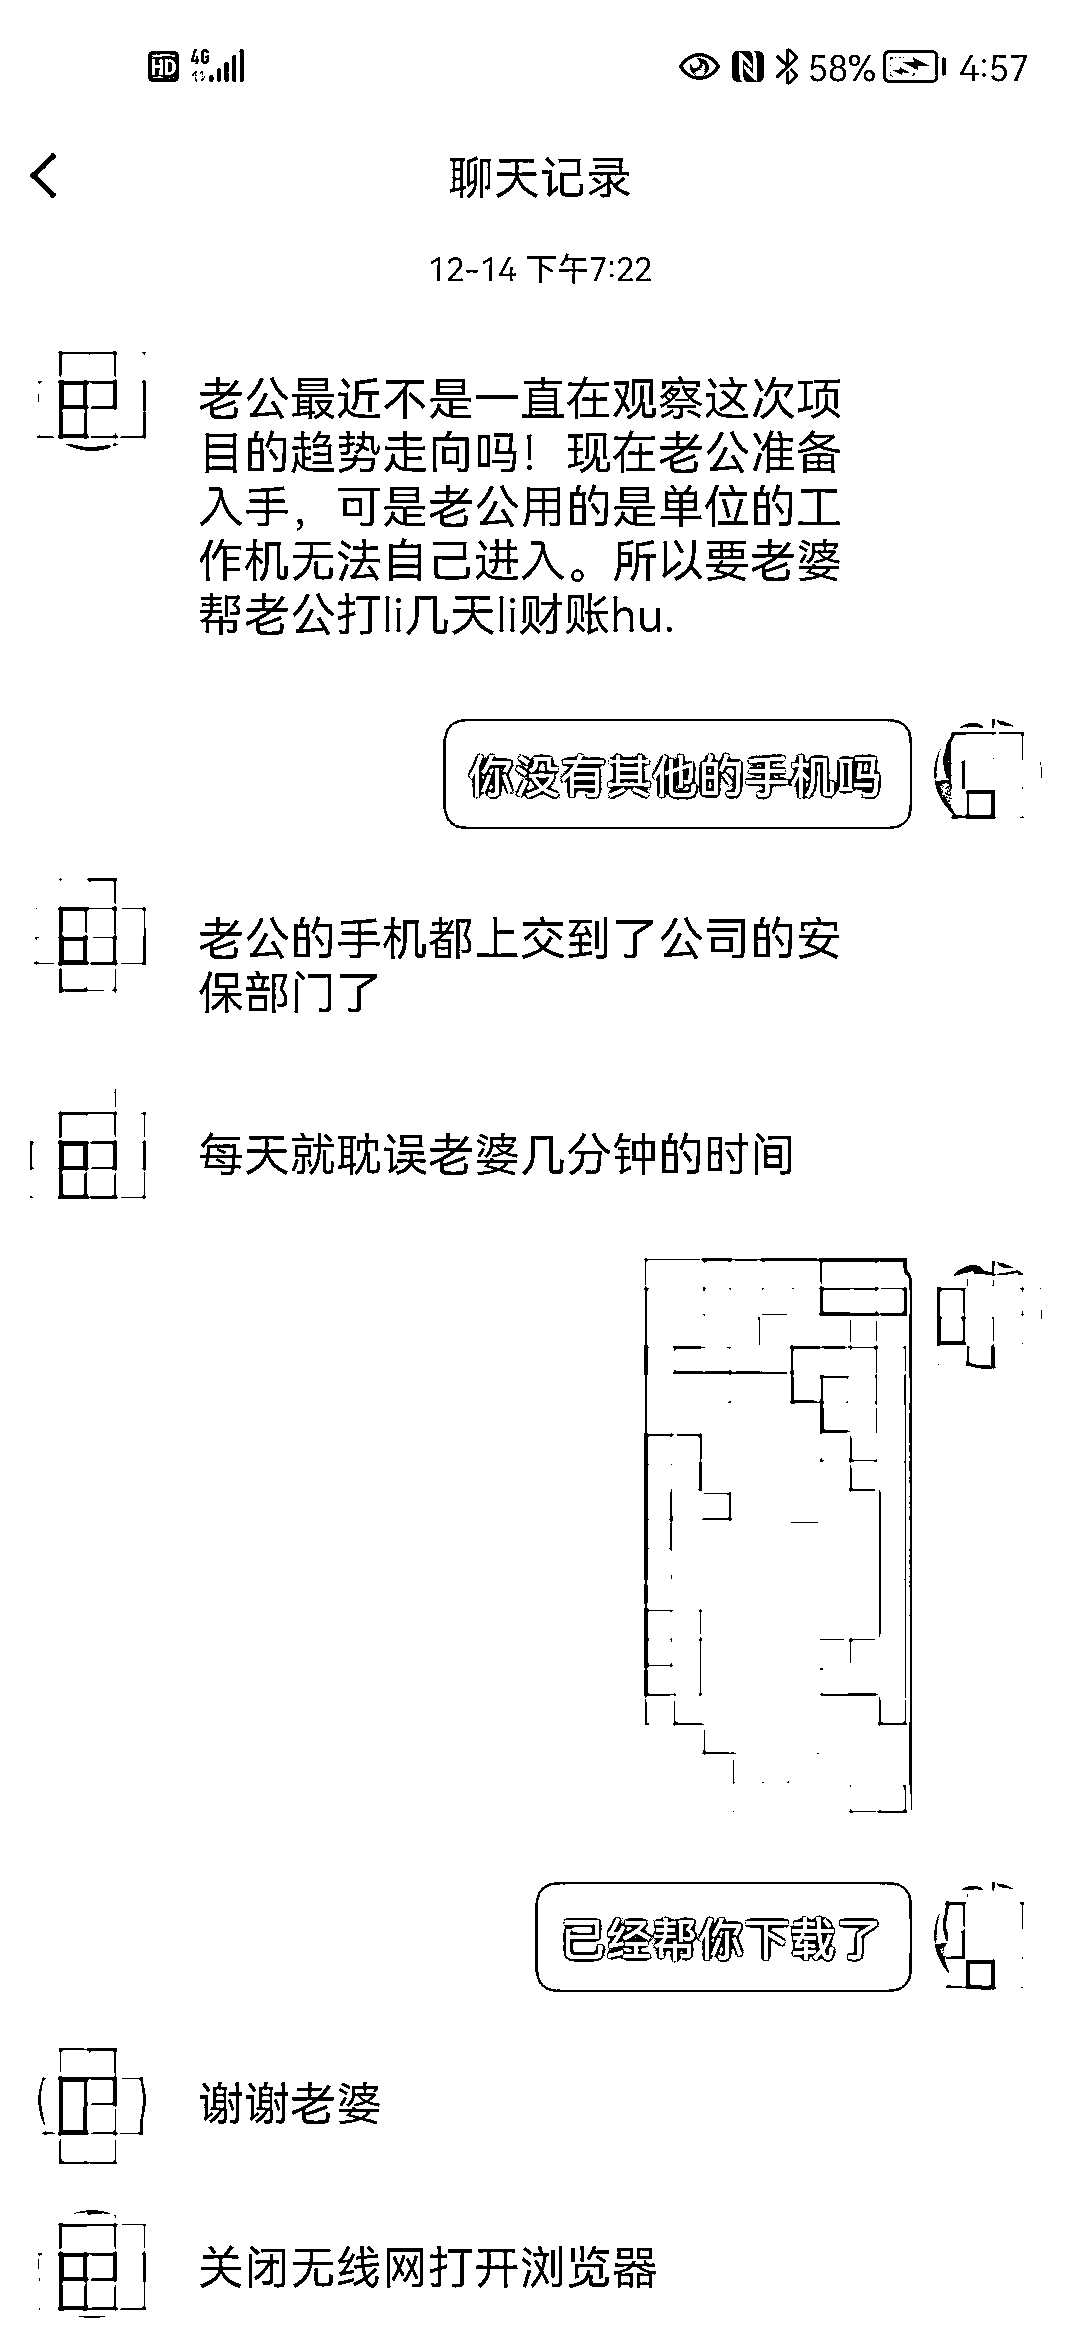 HD 4G 58% 4:57
聊天记录
12-14 下午7:22
老公最近不是一直在观察这次项
目的趋势走向吗！现在老公准备
入手，可是老公用的是单位的工
作机无法自己进入。所以要老婆
帮老公打li几天li财账hu.
你没有其他的手机吗
老公的手机都上交到了公司的安
保部门了
每天就耽误老婆几分钟的时间
已经帮你下载了
谢谢老婆
关闭无线网打开浏览器